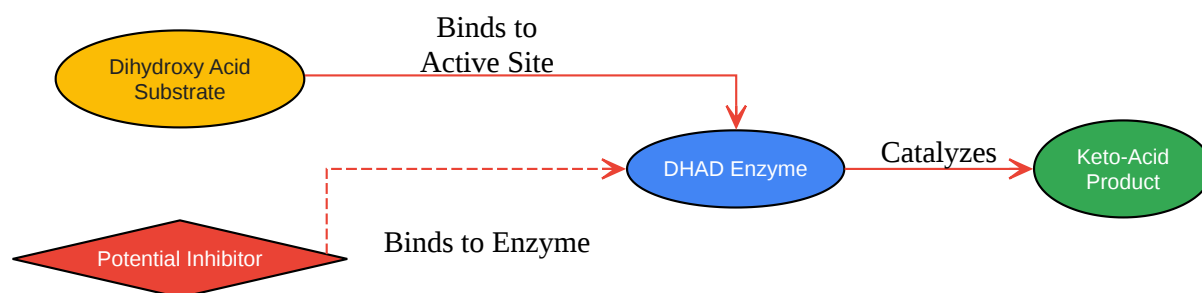 Binds to
Active Site
Dihydroxy Acid
Substrate
DHAD Enzyme
Catalyzes
Keto-Acid
Product
Potential Inhibitor
Binds to Enzyme